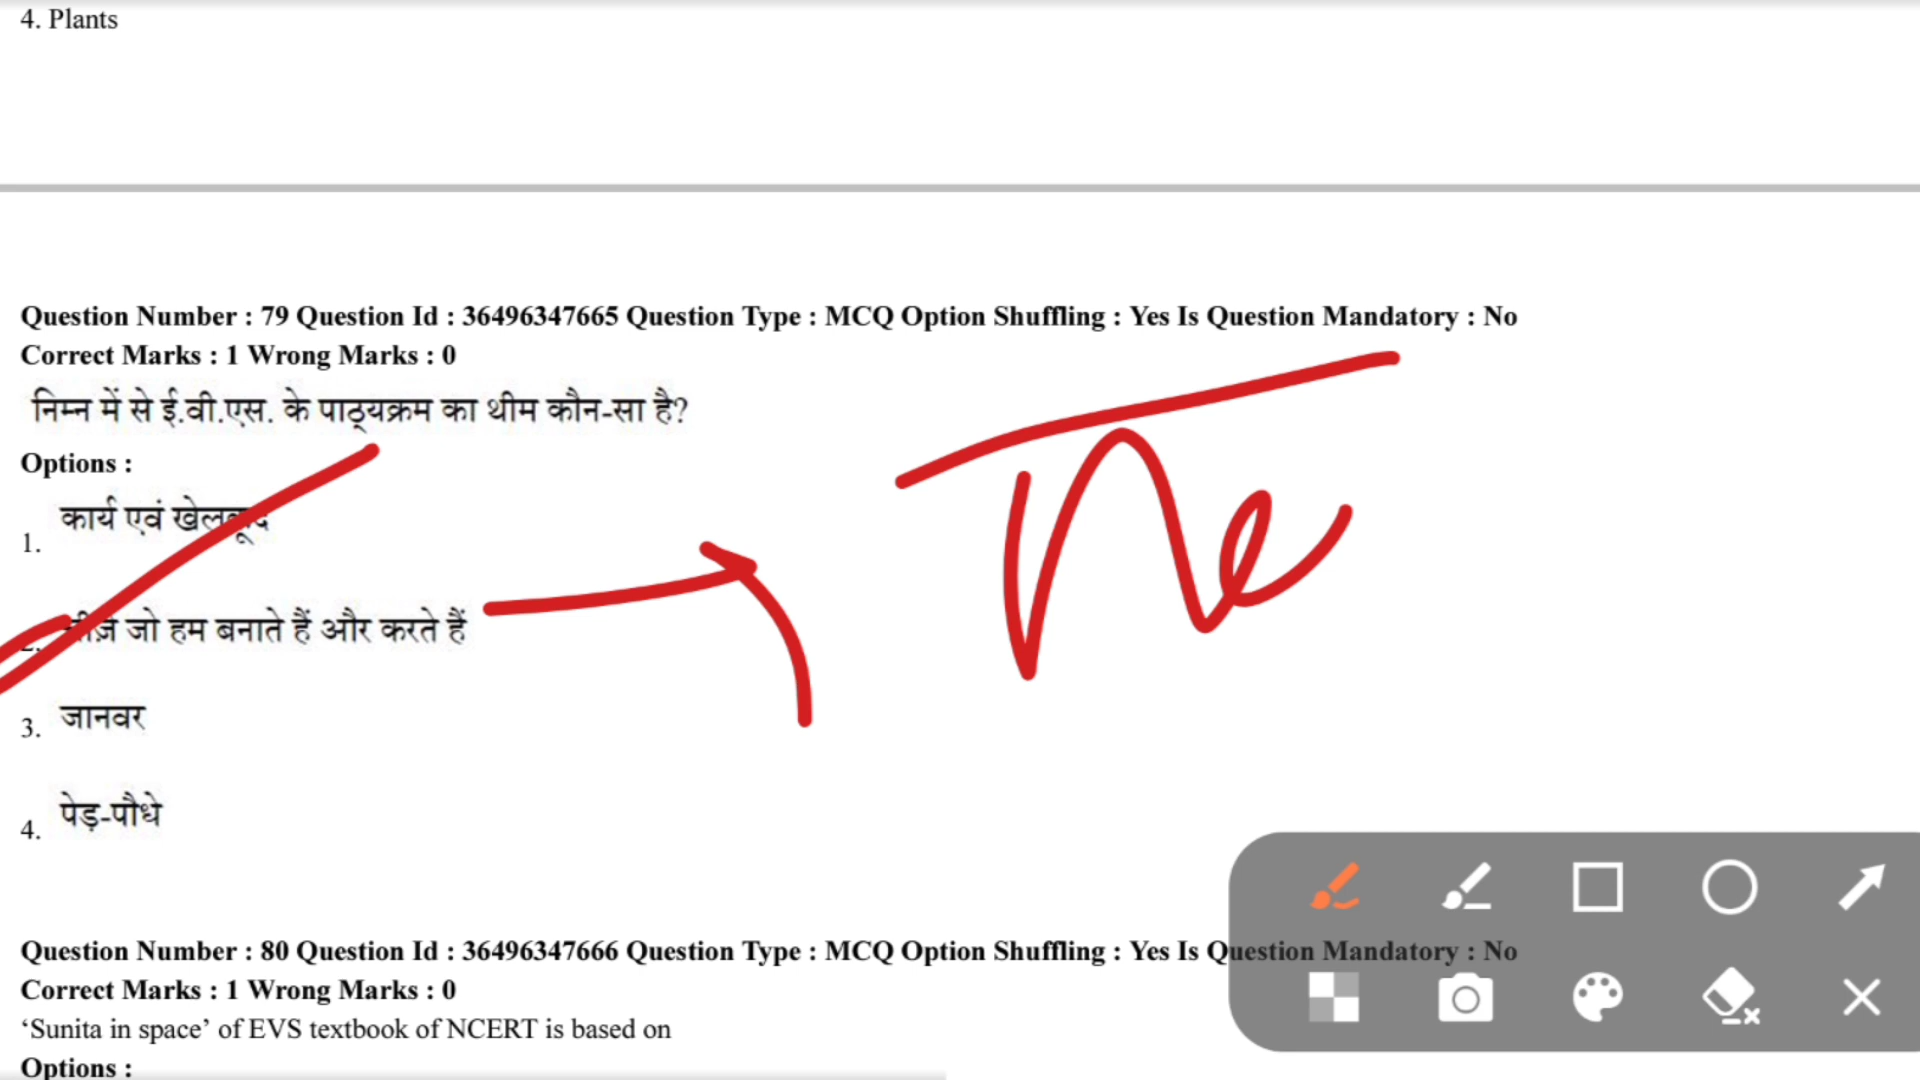 4. Plants
Question Number : 79 Question Id : 36496347665 Question Type : MCQ Option Shuffling : Yes Is Question Mandatory : No
Correct Marks : 1 Wrong Marks : 0
निम्न में से ई.वी.एस. के पाठ्यक्रम का थीम कौन-सा है?
Options :
1. कार्य एवं खेलकूद
2. चीज़ें जो हम बनाते हैं और करते हैं
3. जानवर
4. पेड़-पौधे
Question Number : 80 Question Id : 36496347666 Question Type : MCQ Option Shuffling : Yes Is Question Mandatory : No
Correct Marks : 1 Wrong Marks : 0
‘Sunita in space’ of EVS textbook of NCERT is based on
Options :